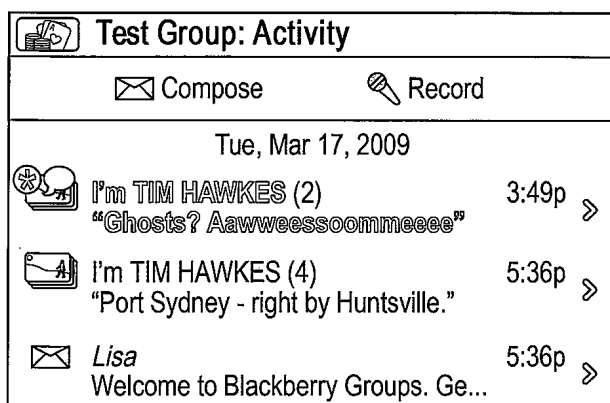 Test Group: Activity
Compose Record
Tue, Mar 17, 2009
I'm TIM HAWKES (2) 3:49p
"Ghosts? Aawweessoommeeee"
I'm TIM HAWKES (4) 5:36p
"Port Sydney - right by Huntsville."
Lisa 5:36p
Welcome to Blackberry Groups. Ge...